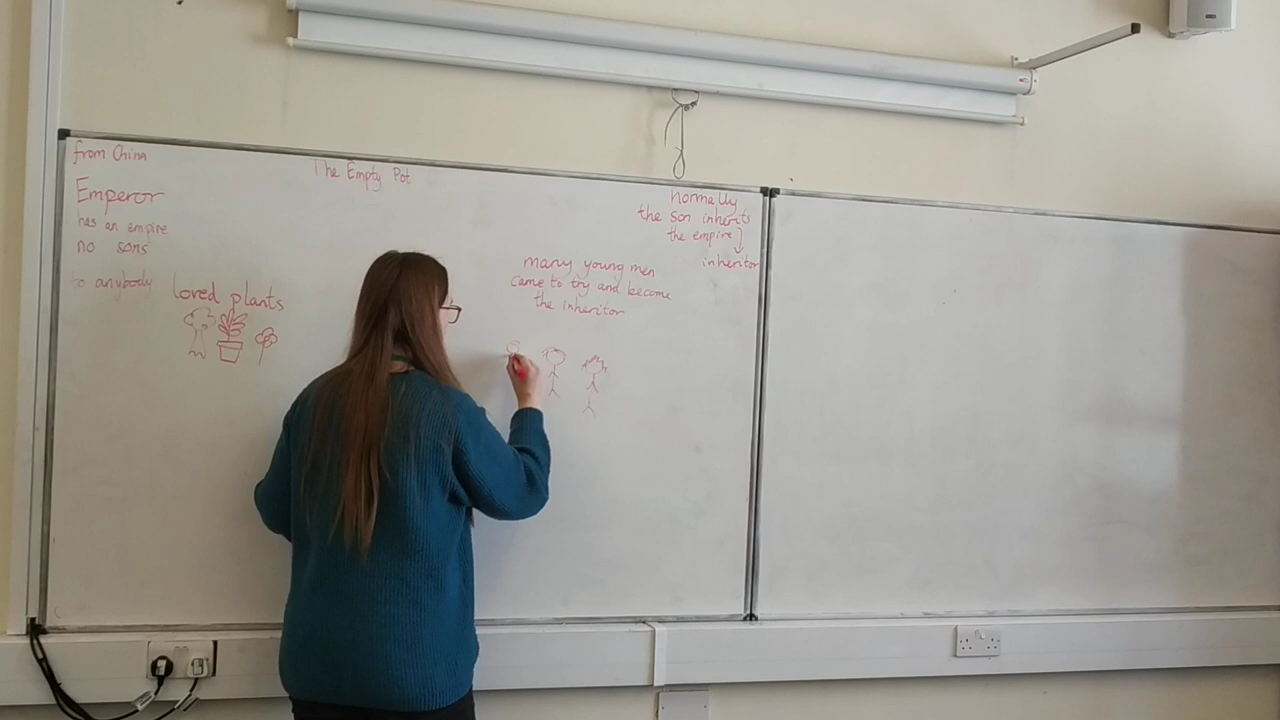 from China
The Empty Pot
Emperor
has an empire
no sons
to anybody
loved plants
normally
the son inherits
the empire
inheritor
many young men
came to try and become
the inheritor